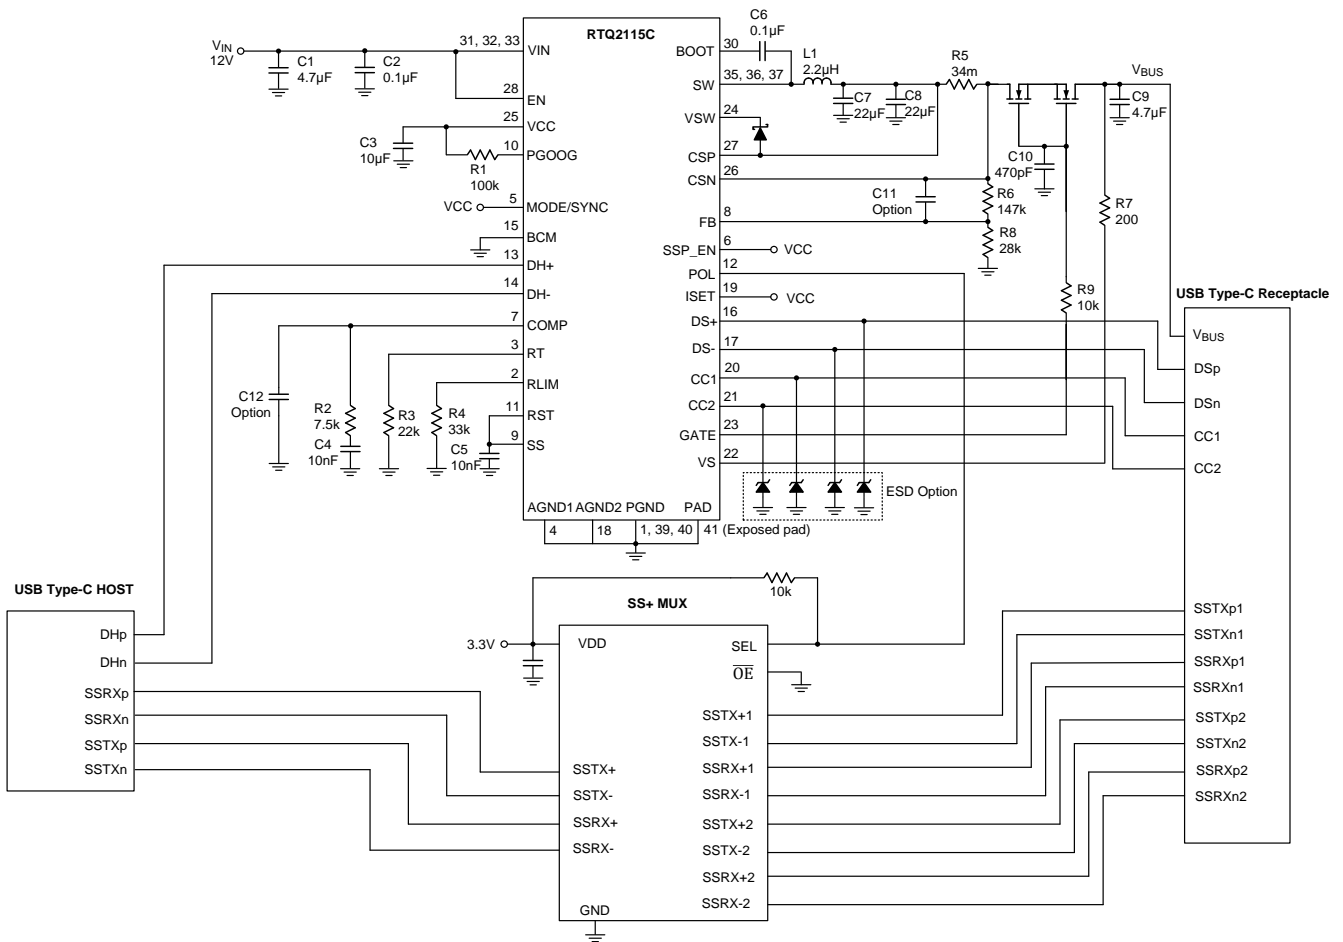 RTQ2115C
VIN
12V
C1
4.7µF
C2
0.1µF
31, 32, 33
VIN
28
EN
25
VCC
C3
10µF
10
PGOOG
R1
100k
VCC
5
MODE/SYNC
15
BCM
13
DH+
14
DH-
7
COMP
3
RT
2
RLIM
11
RST
9
SS
C12
Option
R2
7.5k
C4
10nF
R3
22k
R4
33k
C5
10nF
BOOT
30
C6
0.1µF
SW
35, 36, 37
L1
2.2µH
C7
22µF
C8
22µF
R5
34m
VBUS
C9
4.7µF
VSW
24
CSP
27
CSN
26
C10
470pF
C11
Option
R6
147k
R7
200
FB
8
R8
28k
SSP_EN
6
VCC
POL
12
ISET
19
VCC
R9
10k
DS+
16
DS-
17
CC1
20
CC2
21
GATE
23
VS
22
ESD Option
AGND1 AGND2 PGND PAD
4
18
1, 39, 40
41 (Exposed pad)
USB Type-C Receptacle
VBUS
DSp
DSn
CC1
CC2
SSTXp1
SSTXn1
SSRXp1
SSRXn1
SSTXp2
SSTXn2
SSRXp2
SSRXn2
USB Type-C HOST
DHp
DHn
SSRXp
SSRXn
SSTXp
SSTXn
SS+ MUX
10k
3.3V
VDD
SEL
OE
SSTX+1
SSTX-1
SSRX+1
SSRX-1
SSTX+2
SSTX-2
SSRX+2
SSRX-2
SSTX+
SSTX-
SSRX+
SSRX-
GND